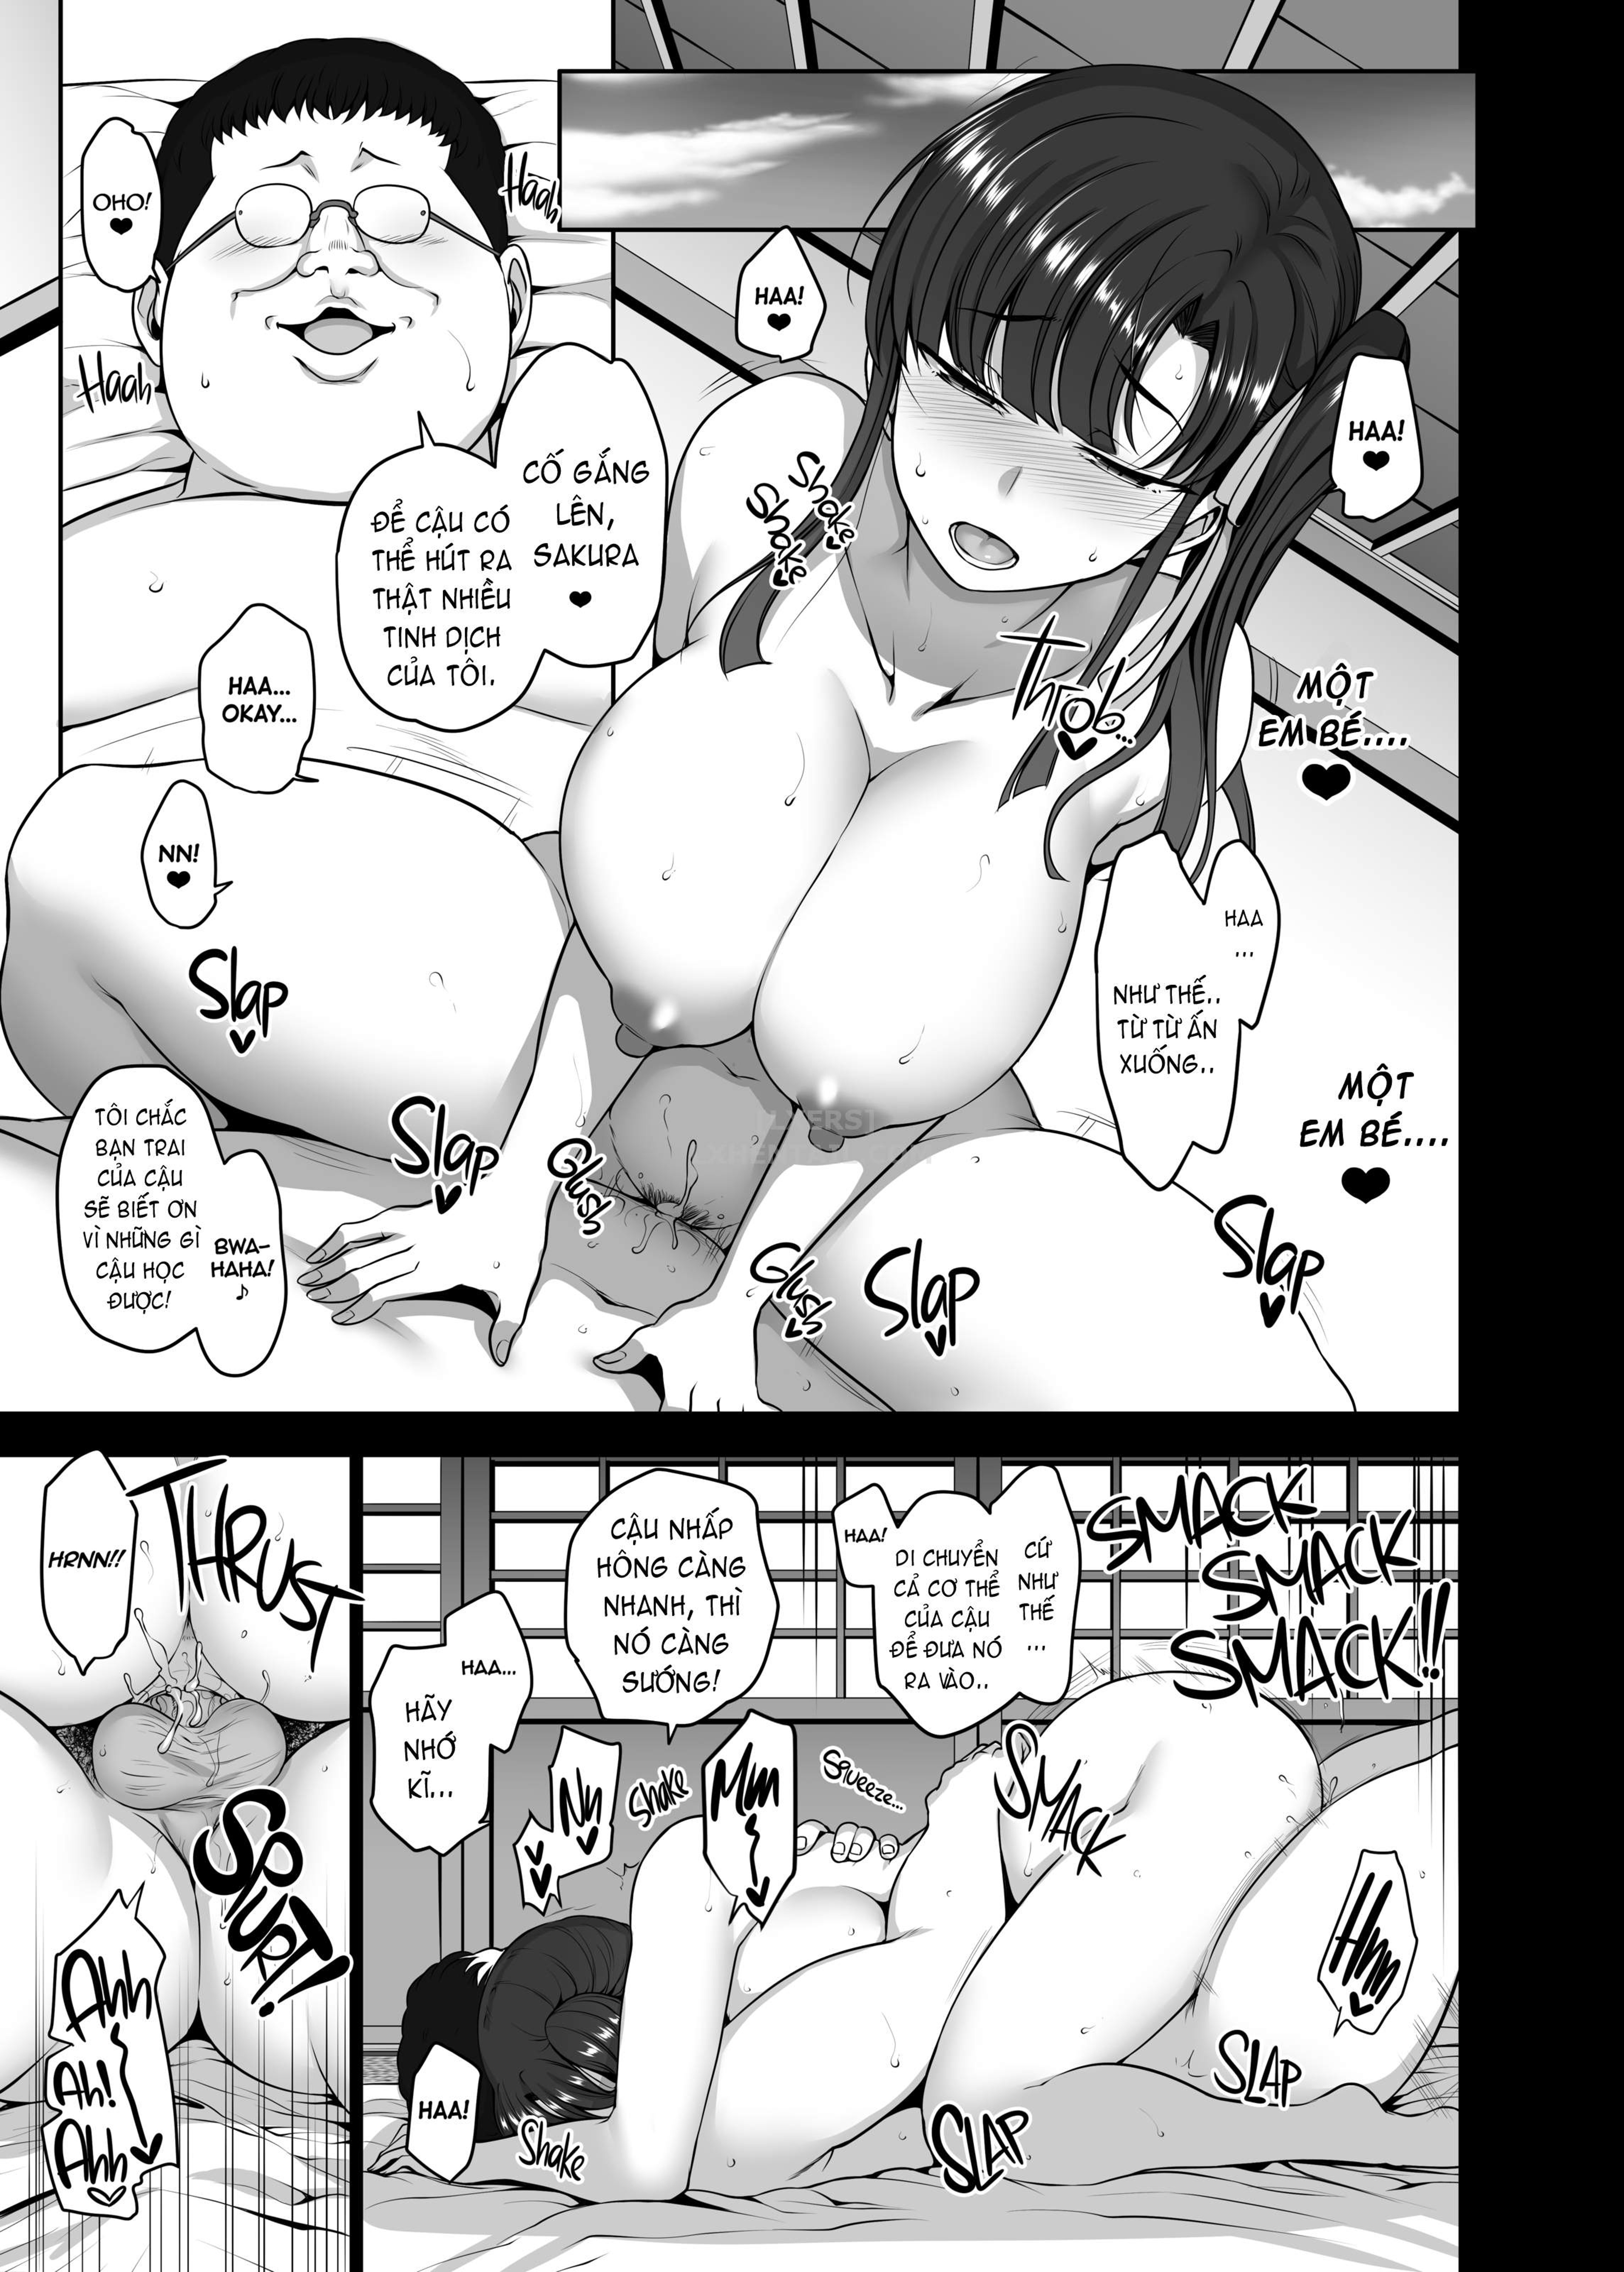 OHO!
♥
Haah
Haah
HAA!
♥
HAA!
♥
CỐ GẮNG
LÊN,
SAKURA
♥
ĐỂ CẬU CÓ
THỂ HÚT RA
THẬT NHIỀU
TINH DỊCH
CỦA TÔI.
Shake
Shake
Throb...
MỘT
EM BÉ....
♥
HAA...
OKAY...
NN!
♥
HAA
...
NHƯ THẾ..
TỪ TỪ ẤN
XUỐNG..
MỘT
EM BÉ....
♥
Slap
Slap
Glush
Glush
Slap
Slap
BWA-
HAHA!
♪
TÔI CHẮC
BẠN TRAI
CỦA CẬU
SẼ BIẾT ƠN
VÌ NHỮNG GÌ
CẬU HỌC
ĐƯỢC!
[LXERS]
SMACK
SMACK
SMACK!!
CỨ
NHƯ
THẾ
...
HAA!
DI CHUYỂN
CẢ CƠ THỂ
CỦA CẬU
ĐỂ ĐƯA NÓ
RA VÀO..
CẬU NHẤP
HÔNG CÀNG
NHANH, THÌ
NÓ CÀNG
SƯỚNG!
HAA...
HÃY
NHỚ
KĨ...
Nn
Shake
Mm
Squeeze...
SMACK
Hnn
SLAP
SLAP
HAA!
Shake
HRNN!!
THRUST
SPLURT!!
Ahh
Ah!
Ahh